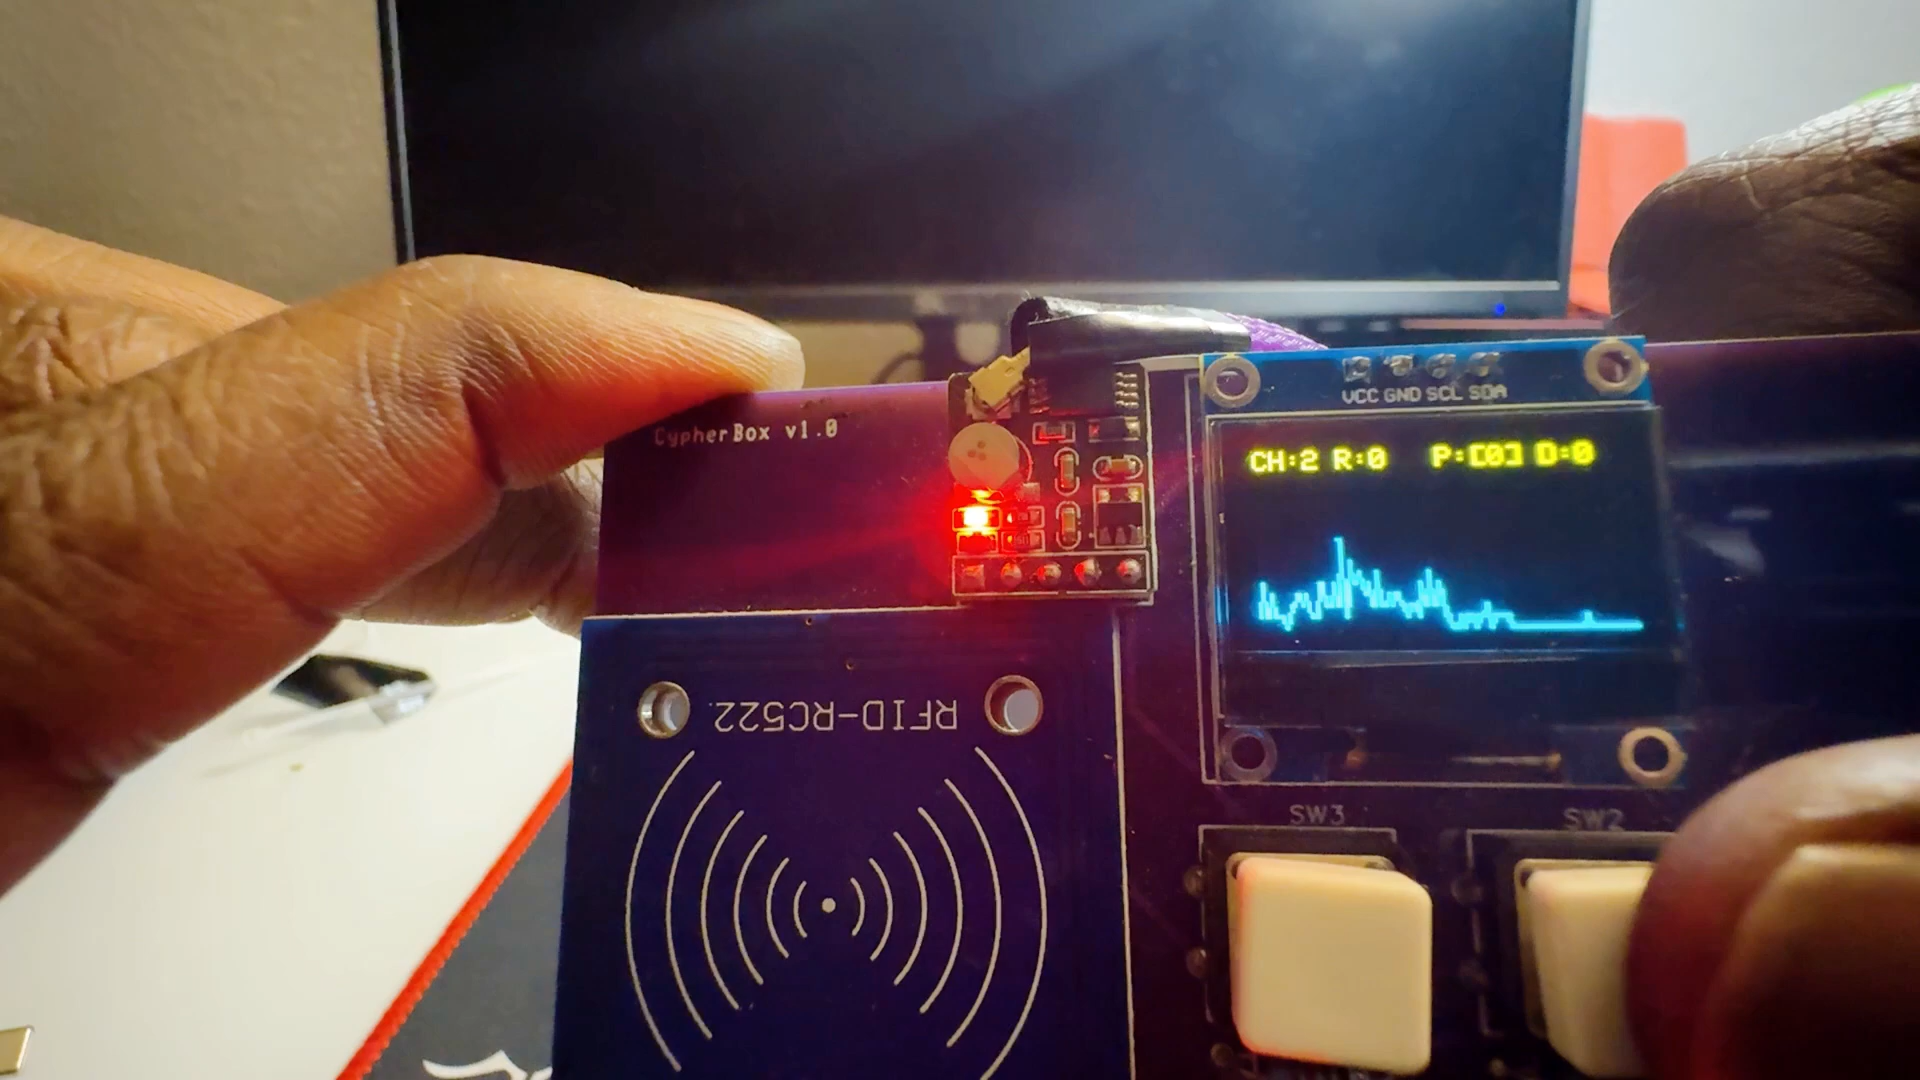 CypherBox v1.0
VCC GND SCL SDA
CH:2 R:0 P:[0] D:0
RFID-RC522
SW3
SW2